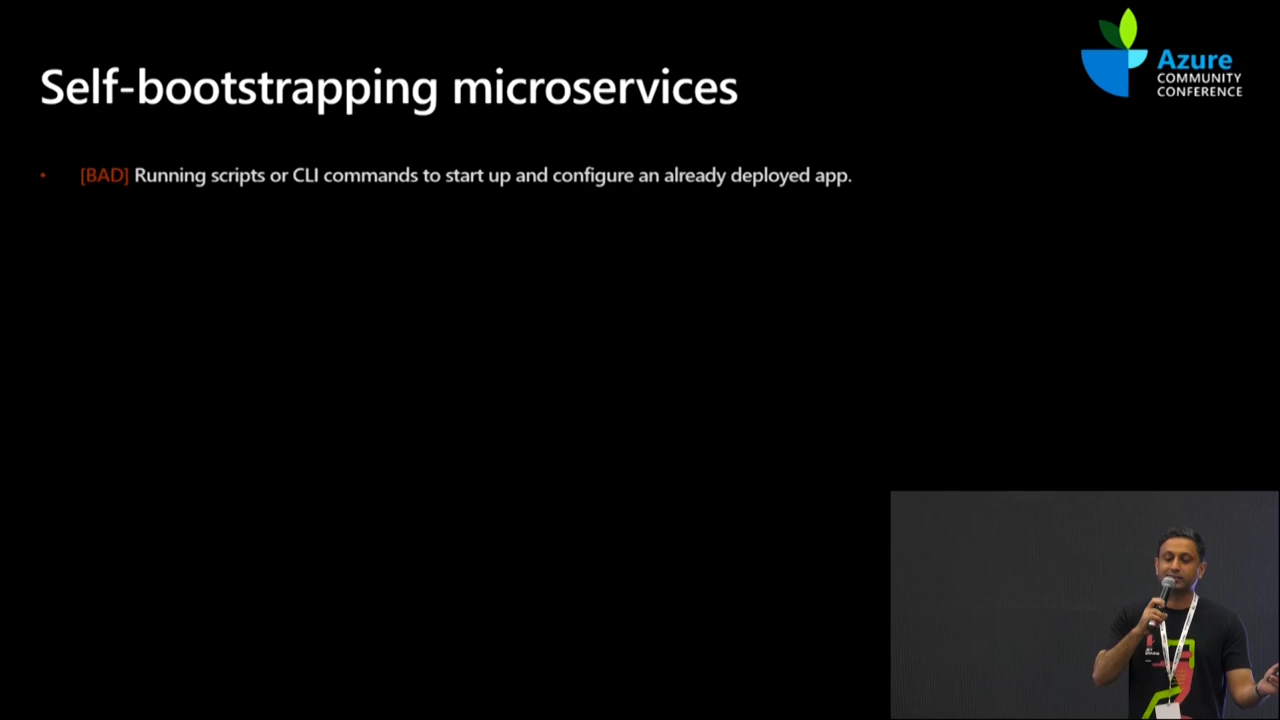 Self-bootstrapping microservices
Azure
COMMUNITY
CONFERENCE
• [BAD] Running scripts or CLI commands to start up and configure an already deployed app.